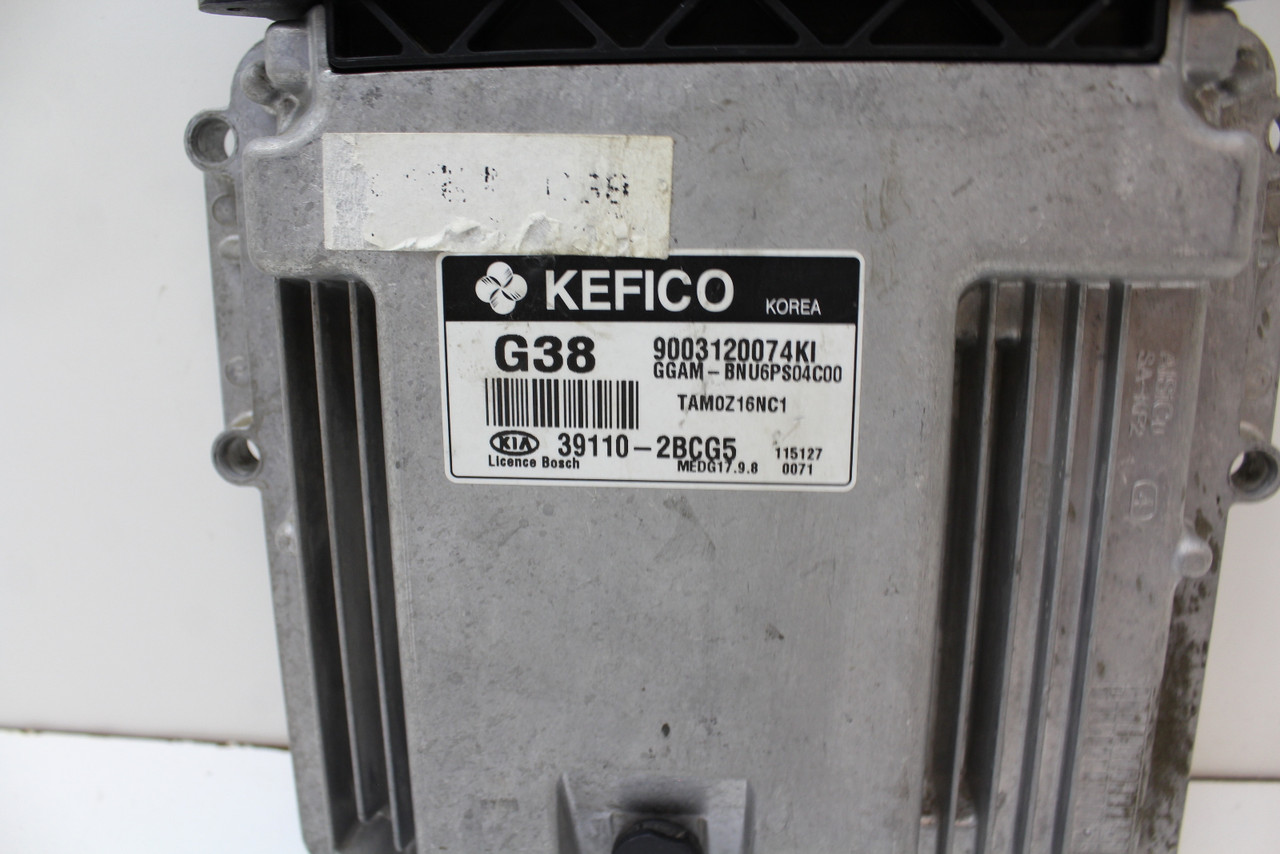 KEFICO KOREA
G38 9003120074KI
GGAM-BNU6PS04C00
TAM0Z16NC1
KIA 39110-2BCG5 115127
Licence Bosch MEDG17.9.8 0071